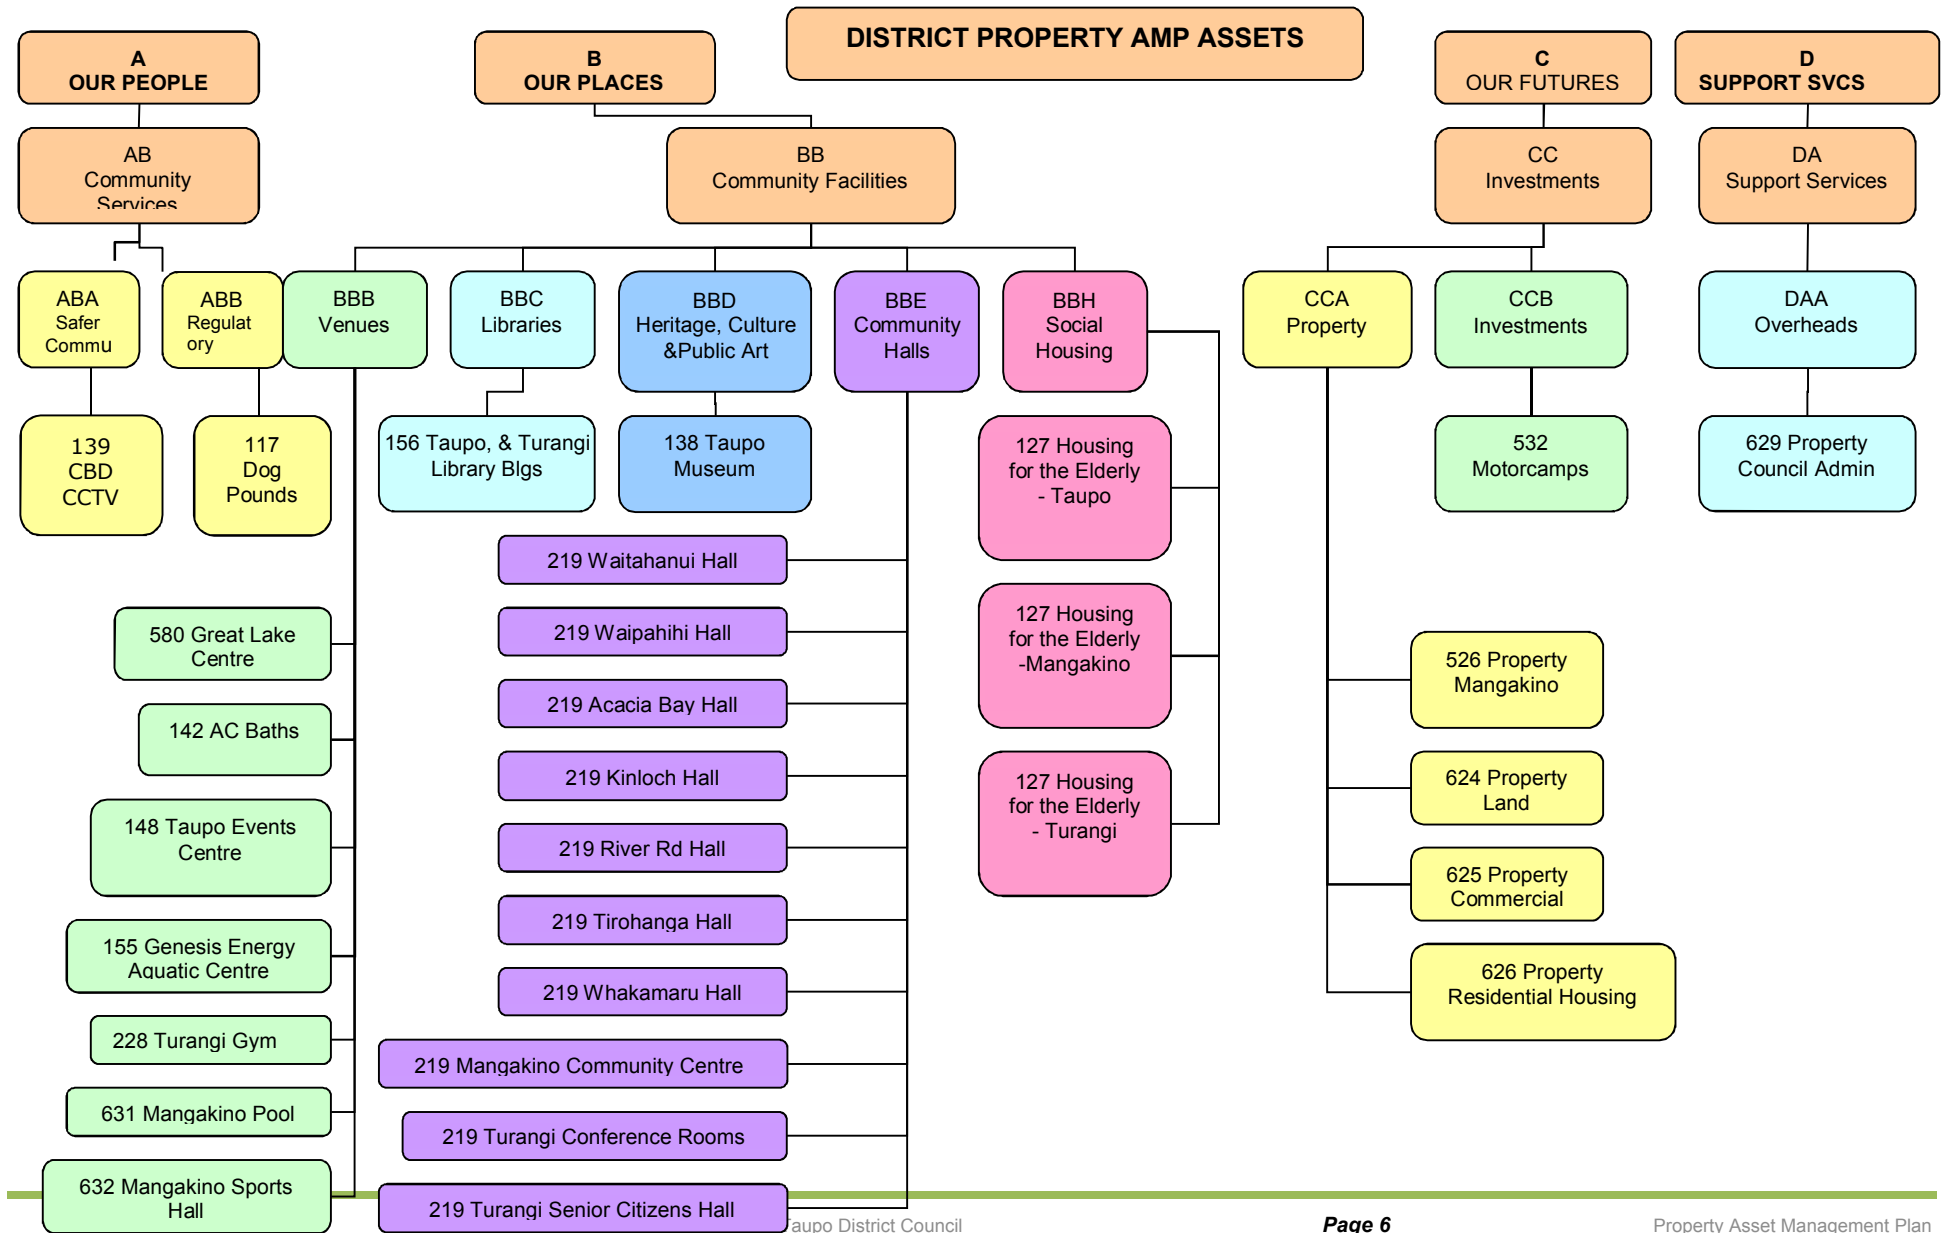 DISTRICT PROPERTY AMP ASSETS
A
OUR PEOPLE
B
OUR PLACES
C
OUR FUTURES
D
SUPPORT SVCS
AB
Community
Services
BB
Community Facilities
CC
Investments
DA
Support Services
ABA
Safer
Commu
ABB
Regulat
ory
BBB
Venues
BBC
Libraries
BBD
Heritage, Culture
&Public Art
BBE
Community
Halls
BBH
Social
Housing
CCA
Property
CCB
Investments
DAA
Overheads
139
CBD
CCTV
117
Dog
Pounds
156 Taupo, & Turangi
Library Blgs
138 Taupo
Museum
127 Housing
for the Elderly
- Taupo
532
Motorcamps
629 Property
Council Admin
219 Waitahanui Hall
219 Waipahihi Hall
219 Acacia Bay Hall
219 Kinloch Hall
219 River Rd Hall
219 Tirohanga Hall
219 Whakamaru Hall
219 Mangakino Community Centre
219 Turangi Conference Rooms
219 Turangi Senior Citizens Hall
580 Great Lake
Centre
142 AC Baths
148 Taupo Events
Centre
155 Genesis Energy
Aquatic Centre
228 Turangi Gym
631 Mangakino Pool
632 Mangakino Sports
Hall
127 Housing
for the Elderly
-Mangakino
127 Housing
for the Elderly
- Turangi
526 Property
Mangakino
624 Property
Land
625 Property
Commercial
626 Property
Residential Housing
Taupo District Council
Page 6
Property Asset Management Plan